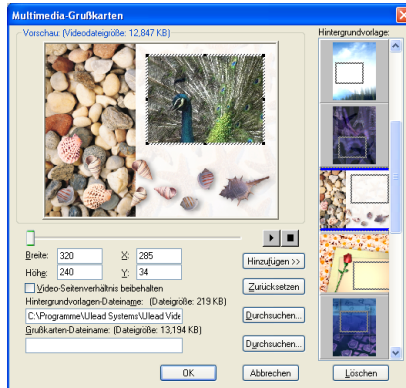 Multimedia-Grußkarten
Vorschau: (Videodateigröße: 12,847 KB)
Hintergrundvorlage:
Breite: 320 X: 285
Höhe: 240 Y: 34
Hinzufügen >>
Video-Seitenverhältnis beibehalten
Zurücksetzen
Hintergrundvorlagen-Dateiname: (Dateigröße: 219 KB)
C:\Programme\Ulead Systems\Ulead Vide
Durchsuchen...
Grußkarten-Dateiname: (Dateigröße: 13,194 KB)
Durchsuchen...
OK
Abbrechen
Löschen